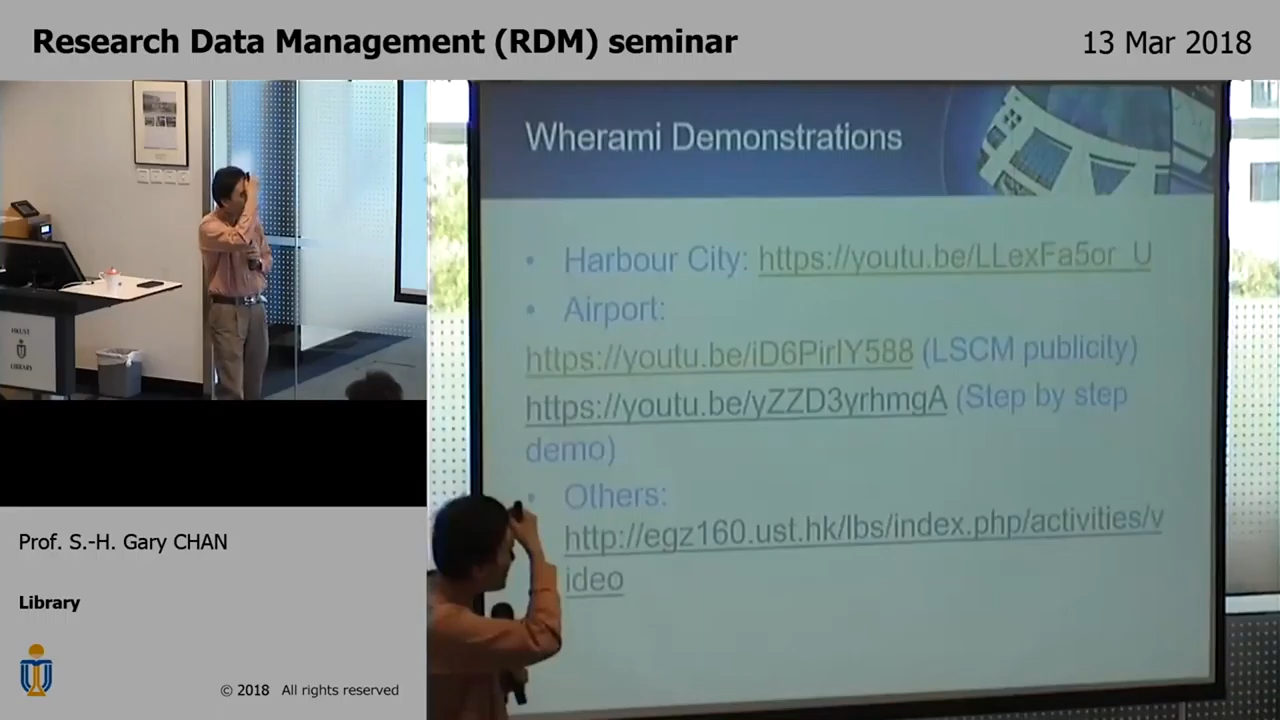 Research Data Management (RDM) seminar
13 Mar 2018
HKUST
LIBRARY
Wherami Demonstrations
• Harbour City: https://youtu.be/LLexFa5or_U
• Airport:
https://youtu.be/iD6PirlY588 (LSCM publicity)
https://youtu.be/yZZD3yrhmgA (Step by step
demo)
• Others:
http://egz160.ust.hk/lbs/index.php/activities/v
ideo
Prof. S.-H. Gary CHAN
Library
© 2018 All rights reserved